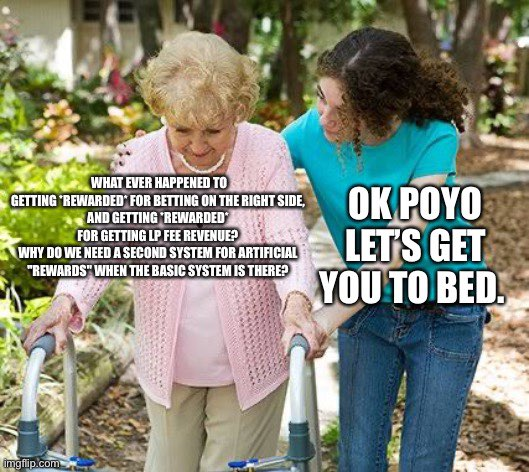 WHAT EVER HAPPENED TO
GETTING *REWARDED* FOR BETTING ON THE RIGHT SIDE,
AND GETTING *REWARDED*
FOR GETTING LP FEE REVENUE?
WHY DO WE NEED A SECOND SYSTEM FOR ARTIFICIAL
"REWARDS" WHEN THE BASIC SYSTEM IS THERE?
OK POYO
LET'S GET
YOU TO BED.
imgflip.com